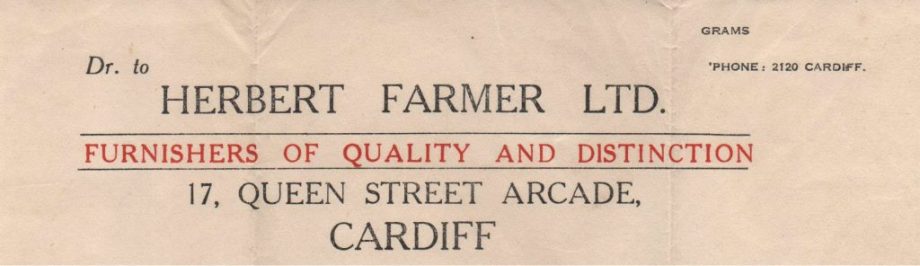 GRAMS
Dr. to
'PHONE: 2120 CARDIFF.
HERBERT FARMER LTD.
FURNISHERS OF QUALITY AND DISTINCTION
17, QUEEN STREET ARCADE,
CARDIFF